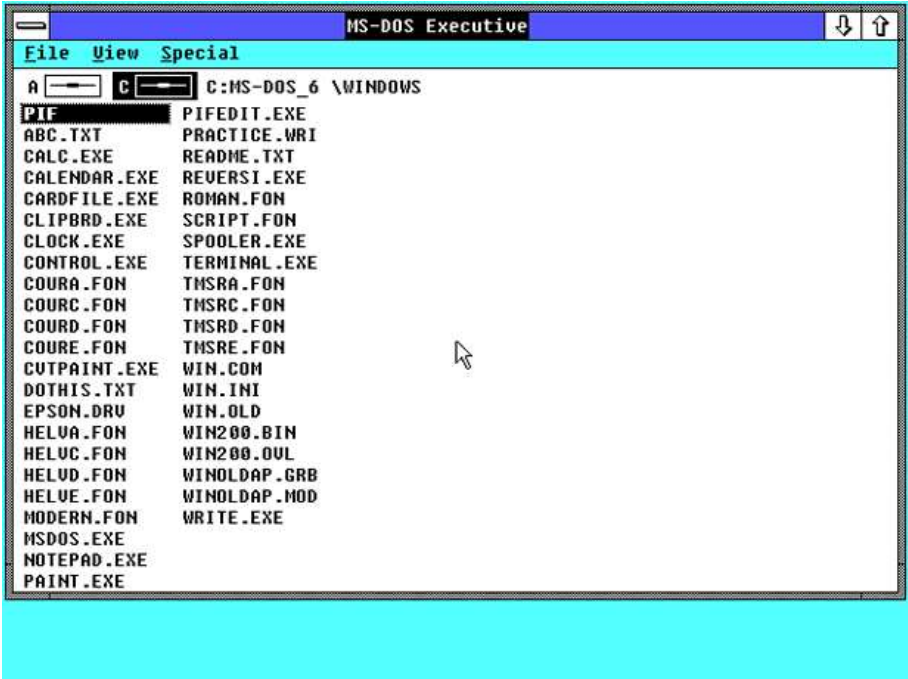 MS-DOS Executive
File View Special
A C C:MS-DOS_6 \WINDOWS
PIF
ABC.TXT
CALC.EXE
CALENDAR.EXE
CARDFILE.EXE
CLIPBRD.EXE
CLOCK.EXE
CONTROL.EXE
COURA.FON
COURC.FON
COURD.FON
COURE.FON
CVTPAINT.EXE
DOTHIS.TXT
EPSON.DRV
HELVA.FON
HELVC.FON
HELVD.FON
HELVE.FON
MODERN.FON
MSDOS.EXE
NOTEPAD.EXE
PAINT.EXE
PIFEDIT.EXE
PRACTICE.WRI
README.TXT
REVERSI.EXE
ROMAN.FON
SCRIPT.FON
SPOOLER.EXE
TERMINAL.EXE
TMSRA.FON
TMSRC.FON
TMSRD.FON
TMSRE.FON
WIN.COM
WIN.INI
WIN.OLD
WIN200.BIN
WIN200.OVL
WINOLDAP.GRB
WINOLDAP.MOD
WRITE.EXE